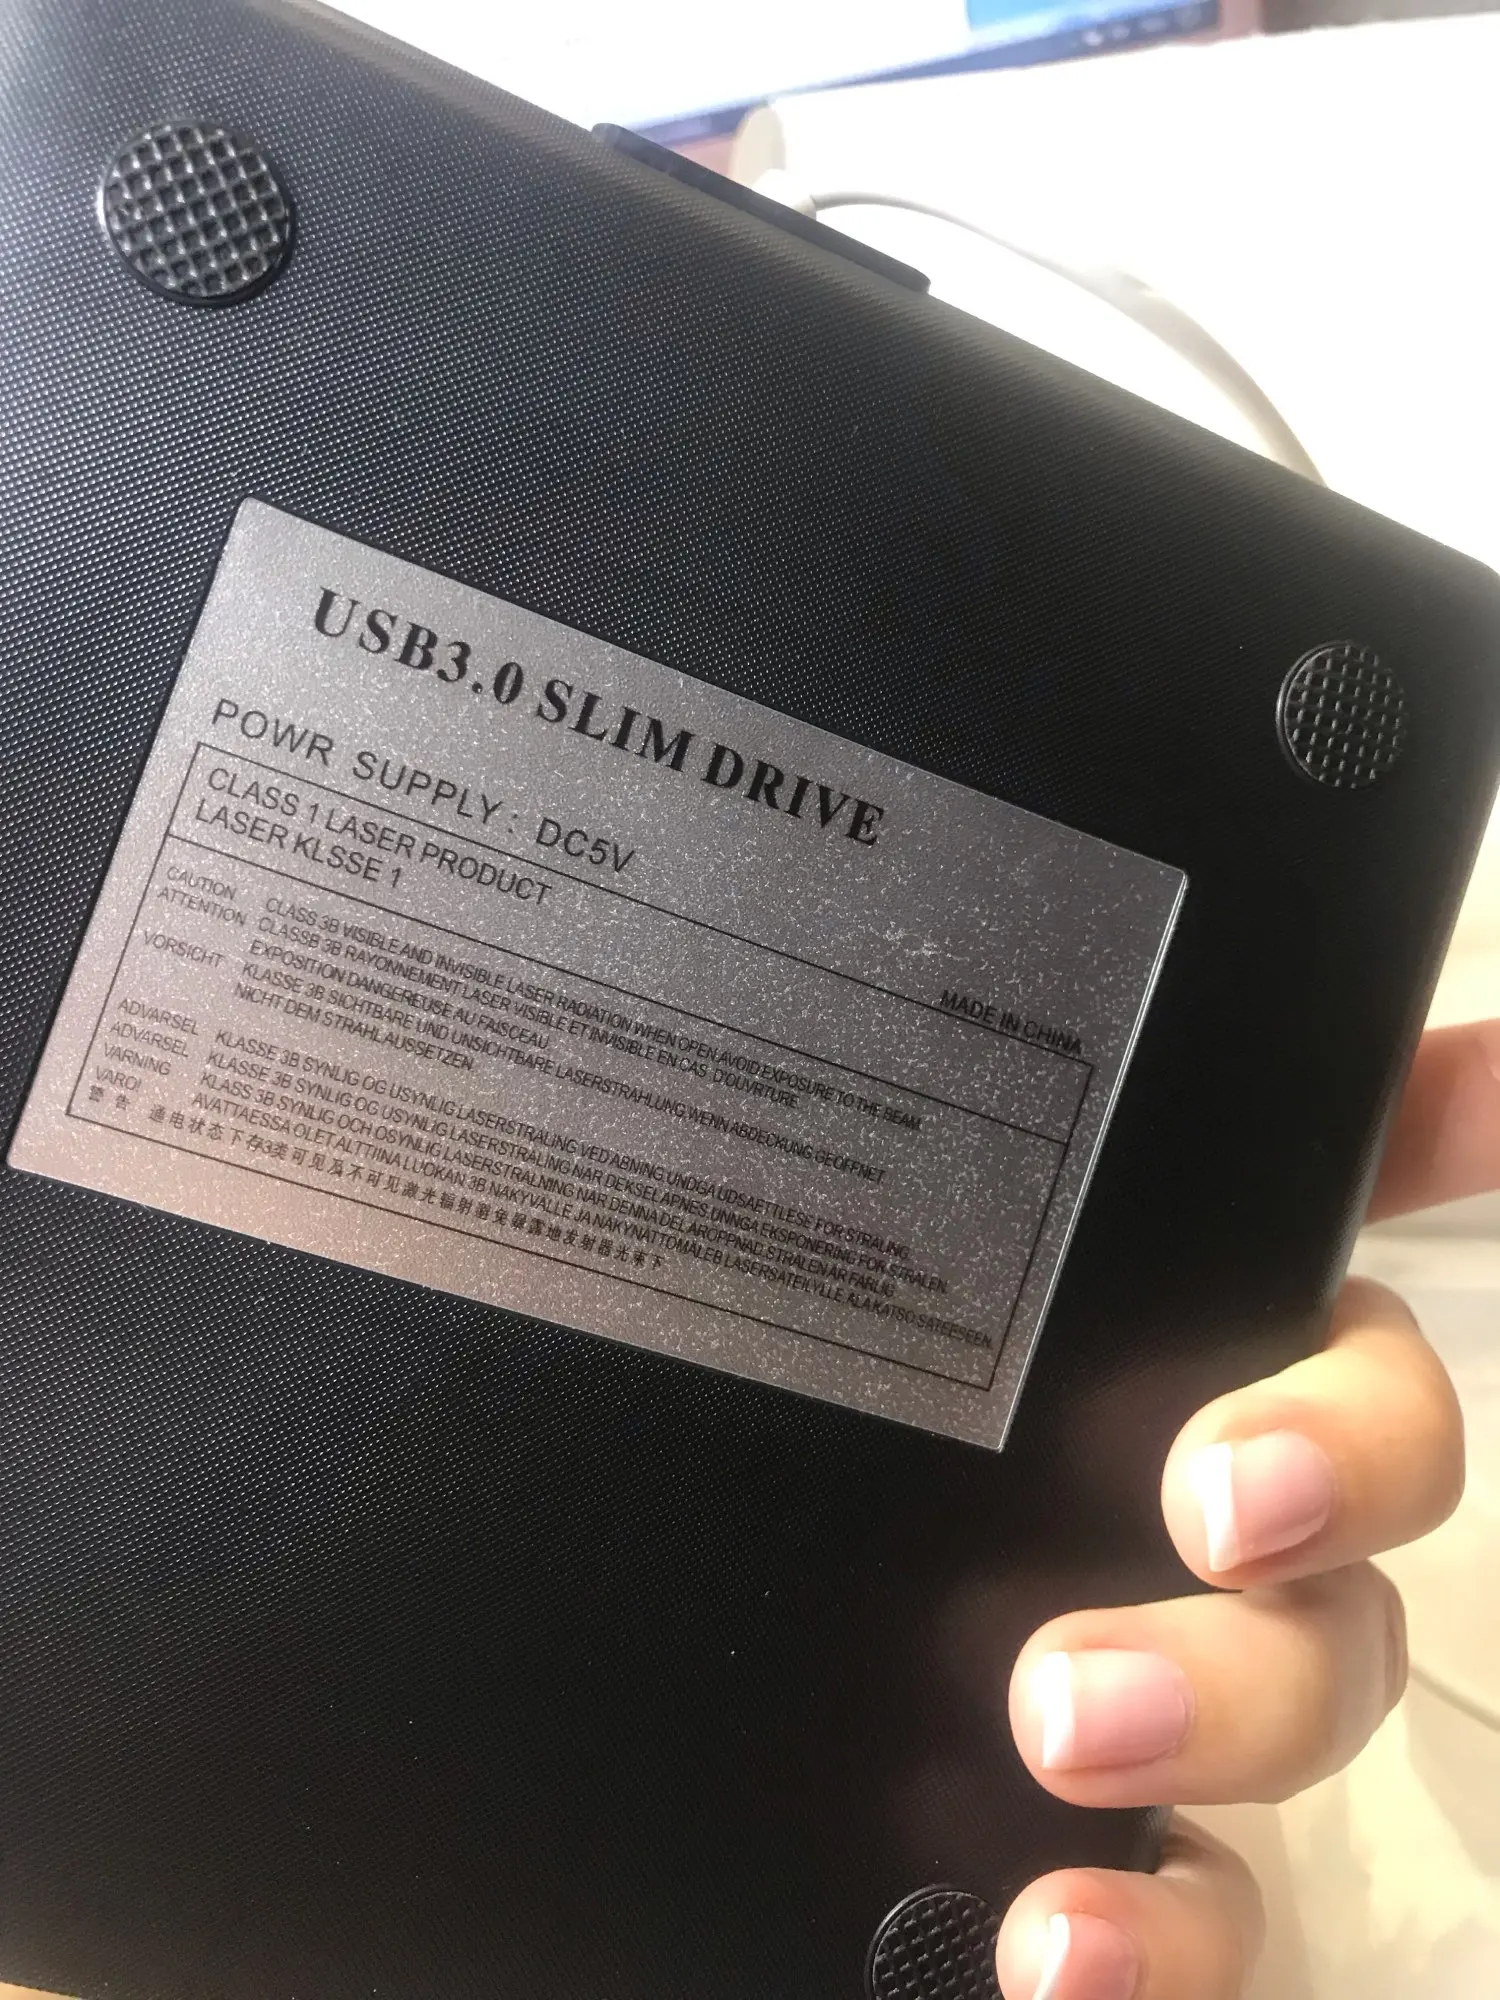 USB3.0 SLIM DRIVE
POWR SUPPLY: DC5V
MADE IN CHINA
CLASS 1 LASER PRODUCT
LASER KLSSE 1
CAUTION CLASS 3B VISIBLE AND INVISIBLE LASER RADIATION WHEN OPEN AVOID EXPOSURE TO THE BEAM
ATTENTION CLASSB 3B RAYONNEMENT LASER VISIBLE ET INVISIBLE EN CAS D'OUVRTURE
EXPOSITION DANGEREUSE AU FAISCEAU
VORSICHT KLASSE 3B SICHTBARE UND UNSICHTBARE LASERSTRAHLUNG WENN ABDECKUNG GEOFFNET
NICHT DEM STRAHL AUSSETZEN
ADVARSEL KLASSE 3B SYNLIG OG USYNLIG LASERSTRALING VED ABNING UNDGA UDSAETTLESE FOR STRALING
ADVARSEL KLASSE 3B SYNLIG OG USYNLIG LASERSTRALING NAR DEKSEL APNES UNNGA EKSPONERING FOR STRALEN
VARNING KLASS 3B SYNLIG OCH OSYNLIG LASERSTRALNING NAR DENNA DEL AR OPPNAD STRALEN AR FARLIG
VARO! AVATTAESSA OLET ALTTIINA LUOKAN 3B NAKYVALLE JA NAKYNATTOMALEB LASERSATEILYLLE ALA KATSO SATEESEEN
警告 通电状态下存3类可见及不可见激光辐射避免暴露地发射器光束下